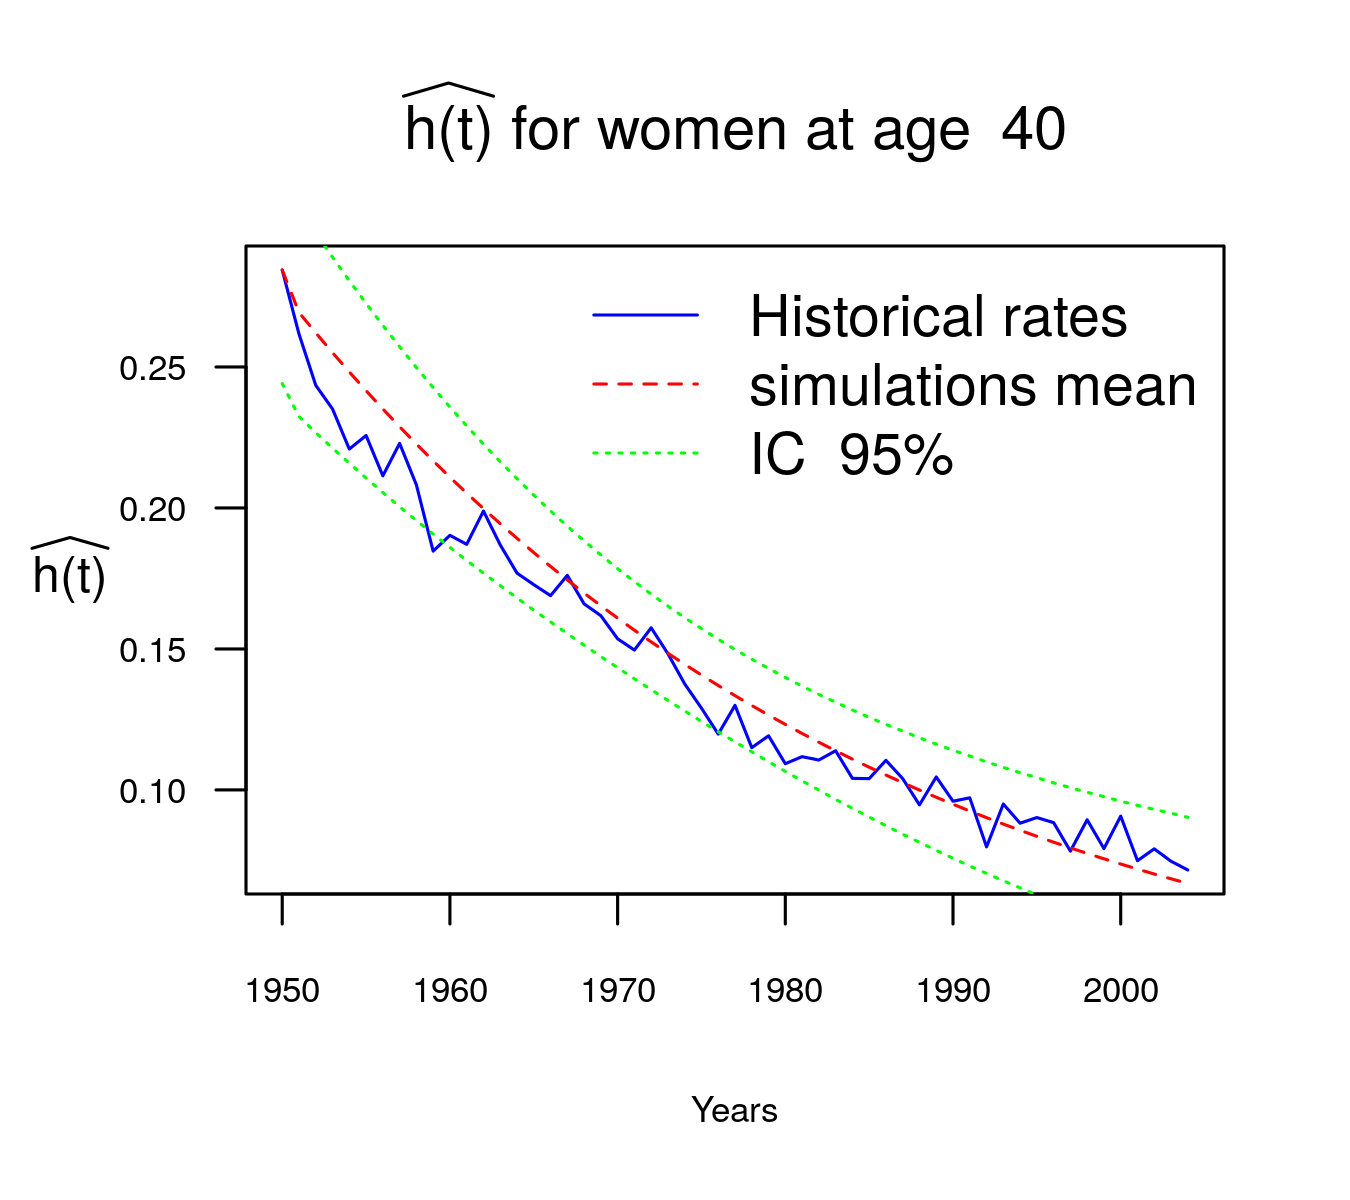 h(t) for women at age 40
Historical rates
simulations mean
IC 95%
0.25
0.20
0.15
0.10
h(t)
1950 1960 1970 1980 1990 2000
Years